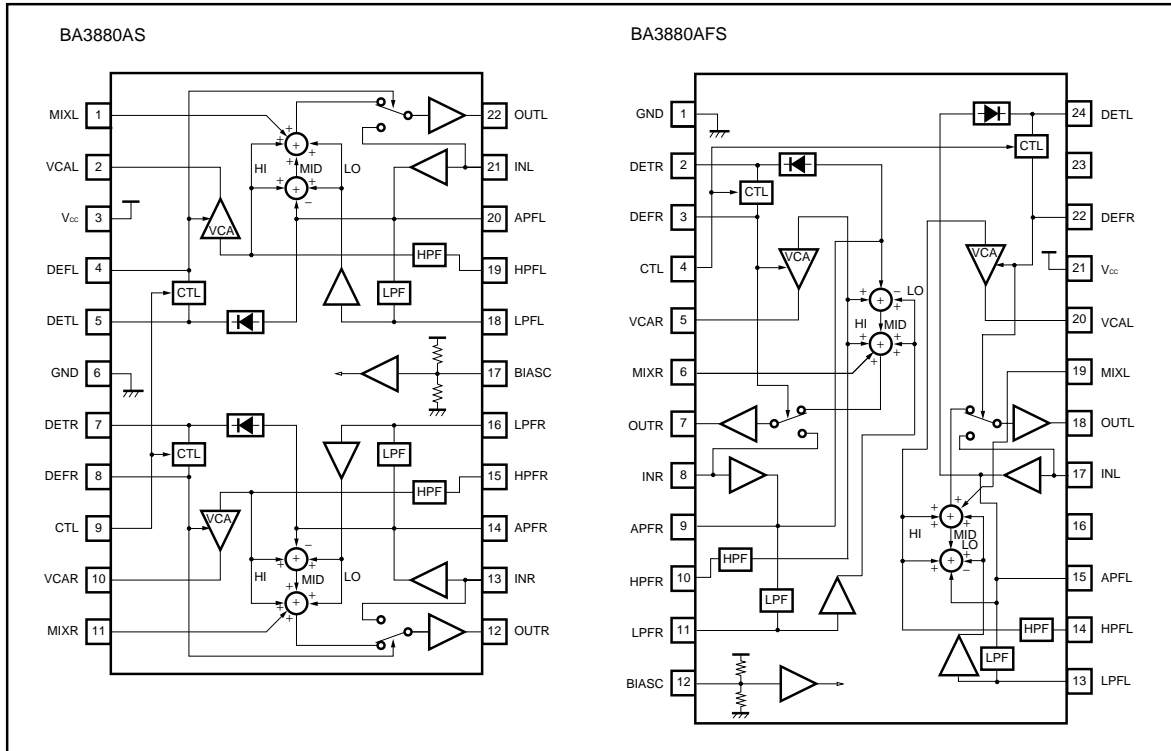 BA3880AS
MIXL 1
VCAL 2
Vcc 3
DEFL 4
DETL 5
GND 6
DETR 7
DEFR 8
CTL 9
VCAR 10
MIXR 11
22 OUTL
21 INL
20 APFL
19 HPFL
18 LPFL
17 BIASC
16 LPFR
15 HPFR
14 APFR
13 INR
12 OUTR
+
+
+
+
HI
MID
LO
+
+
+
−
VCA
HPF
CTL
LPF
CTL
LPF
HPF
VCA
−
+
+
+
HI
MID
LO
+
+
+
+
BA3880AFS
GND 1
DETR 2
DEFR 3
CTL 4
VCAR 5
MIXR 6
OUTR 7
INR 8
APFR 9
HPFR 10
LPFR 11
BIASC 12
24 DETL
23
22 DEFR
21 Vcc
20 VCAL
19 MIXL
18 OUTL
17 INL
16
15 APFL
14 HPFL
13 LPFL
CTL
CTL
VCA
VCA
+
+
+
−
LO
HI
MID
+
+
+
+
+
+
+
+
HI
MID
LO
+
+
+
−
HPF
LPF
HPF
LPF